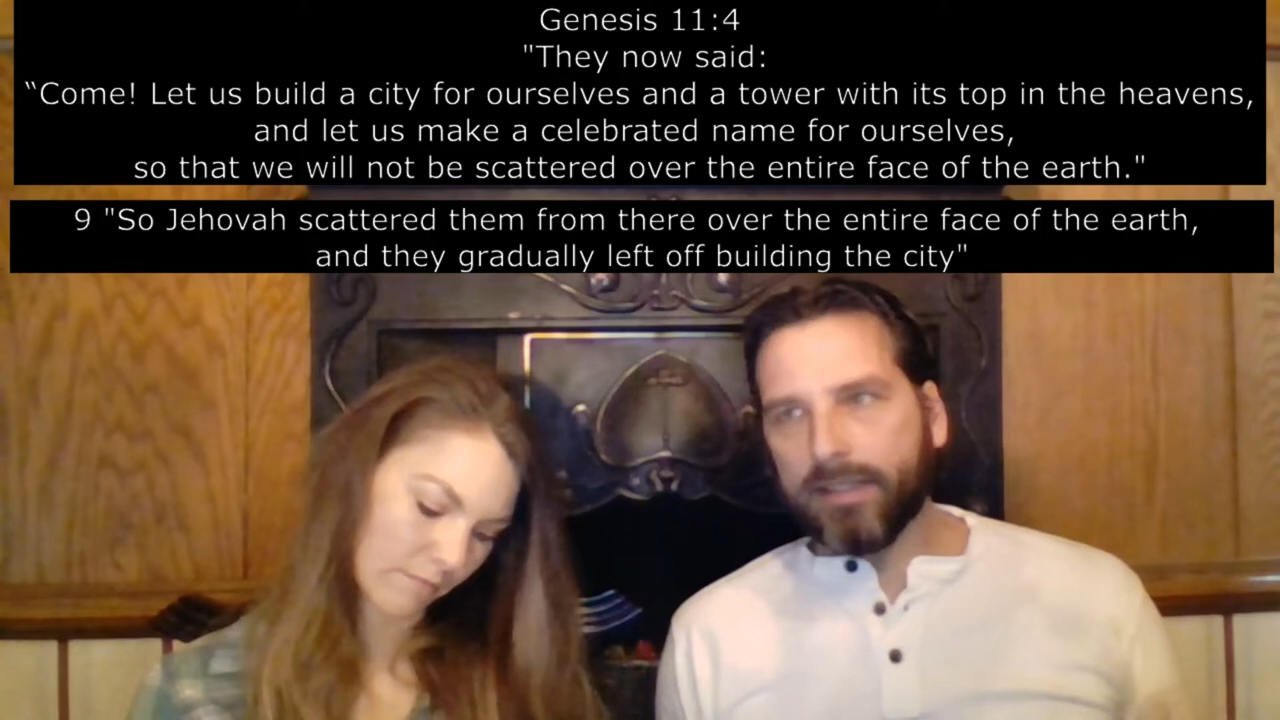 Genesis 11:4
"They now said:
“Come! Let us build a city for ourselves and a tower with its top in the heavens,
and let us make a celebrated name for ourselves,
so that we will not be scattered over the entire face of the earth."
9 "So Jehovah scattered them from there over the entire face of the earth,
and they gradually left off building the city"